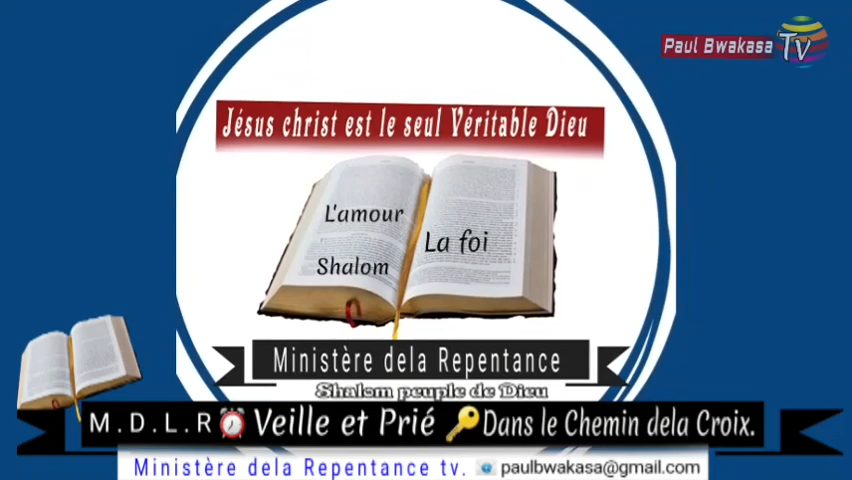 Paul Bwakasa Tv
Jésus christ est le seul Véritable Dieu
L'amour
La foi
Shalom
Ministère dela Repentance
Shalom peuple de Dieu
M.D.L.R⏰Veille et Prié 🔑Dans le Chemin dela Croix.
Ministère dela Repentance tv. 📧 paulbwakasa@gmail.com